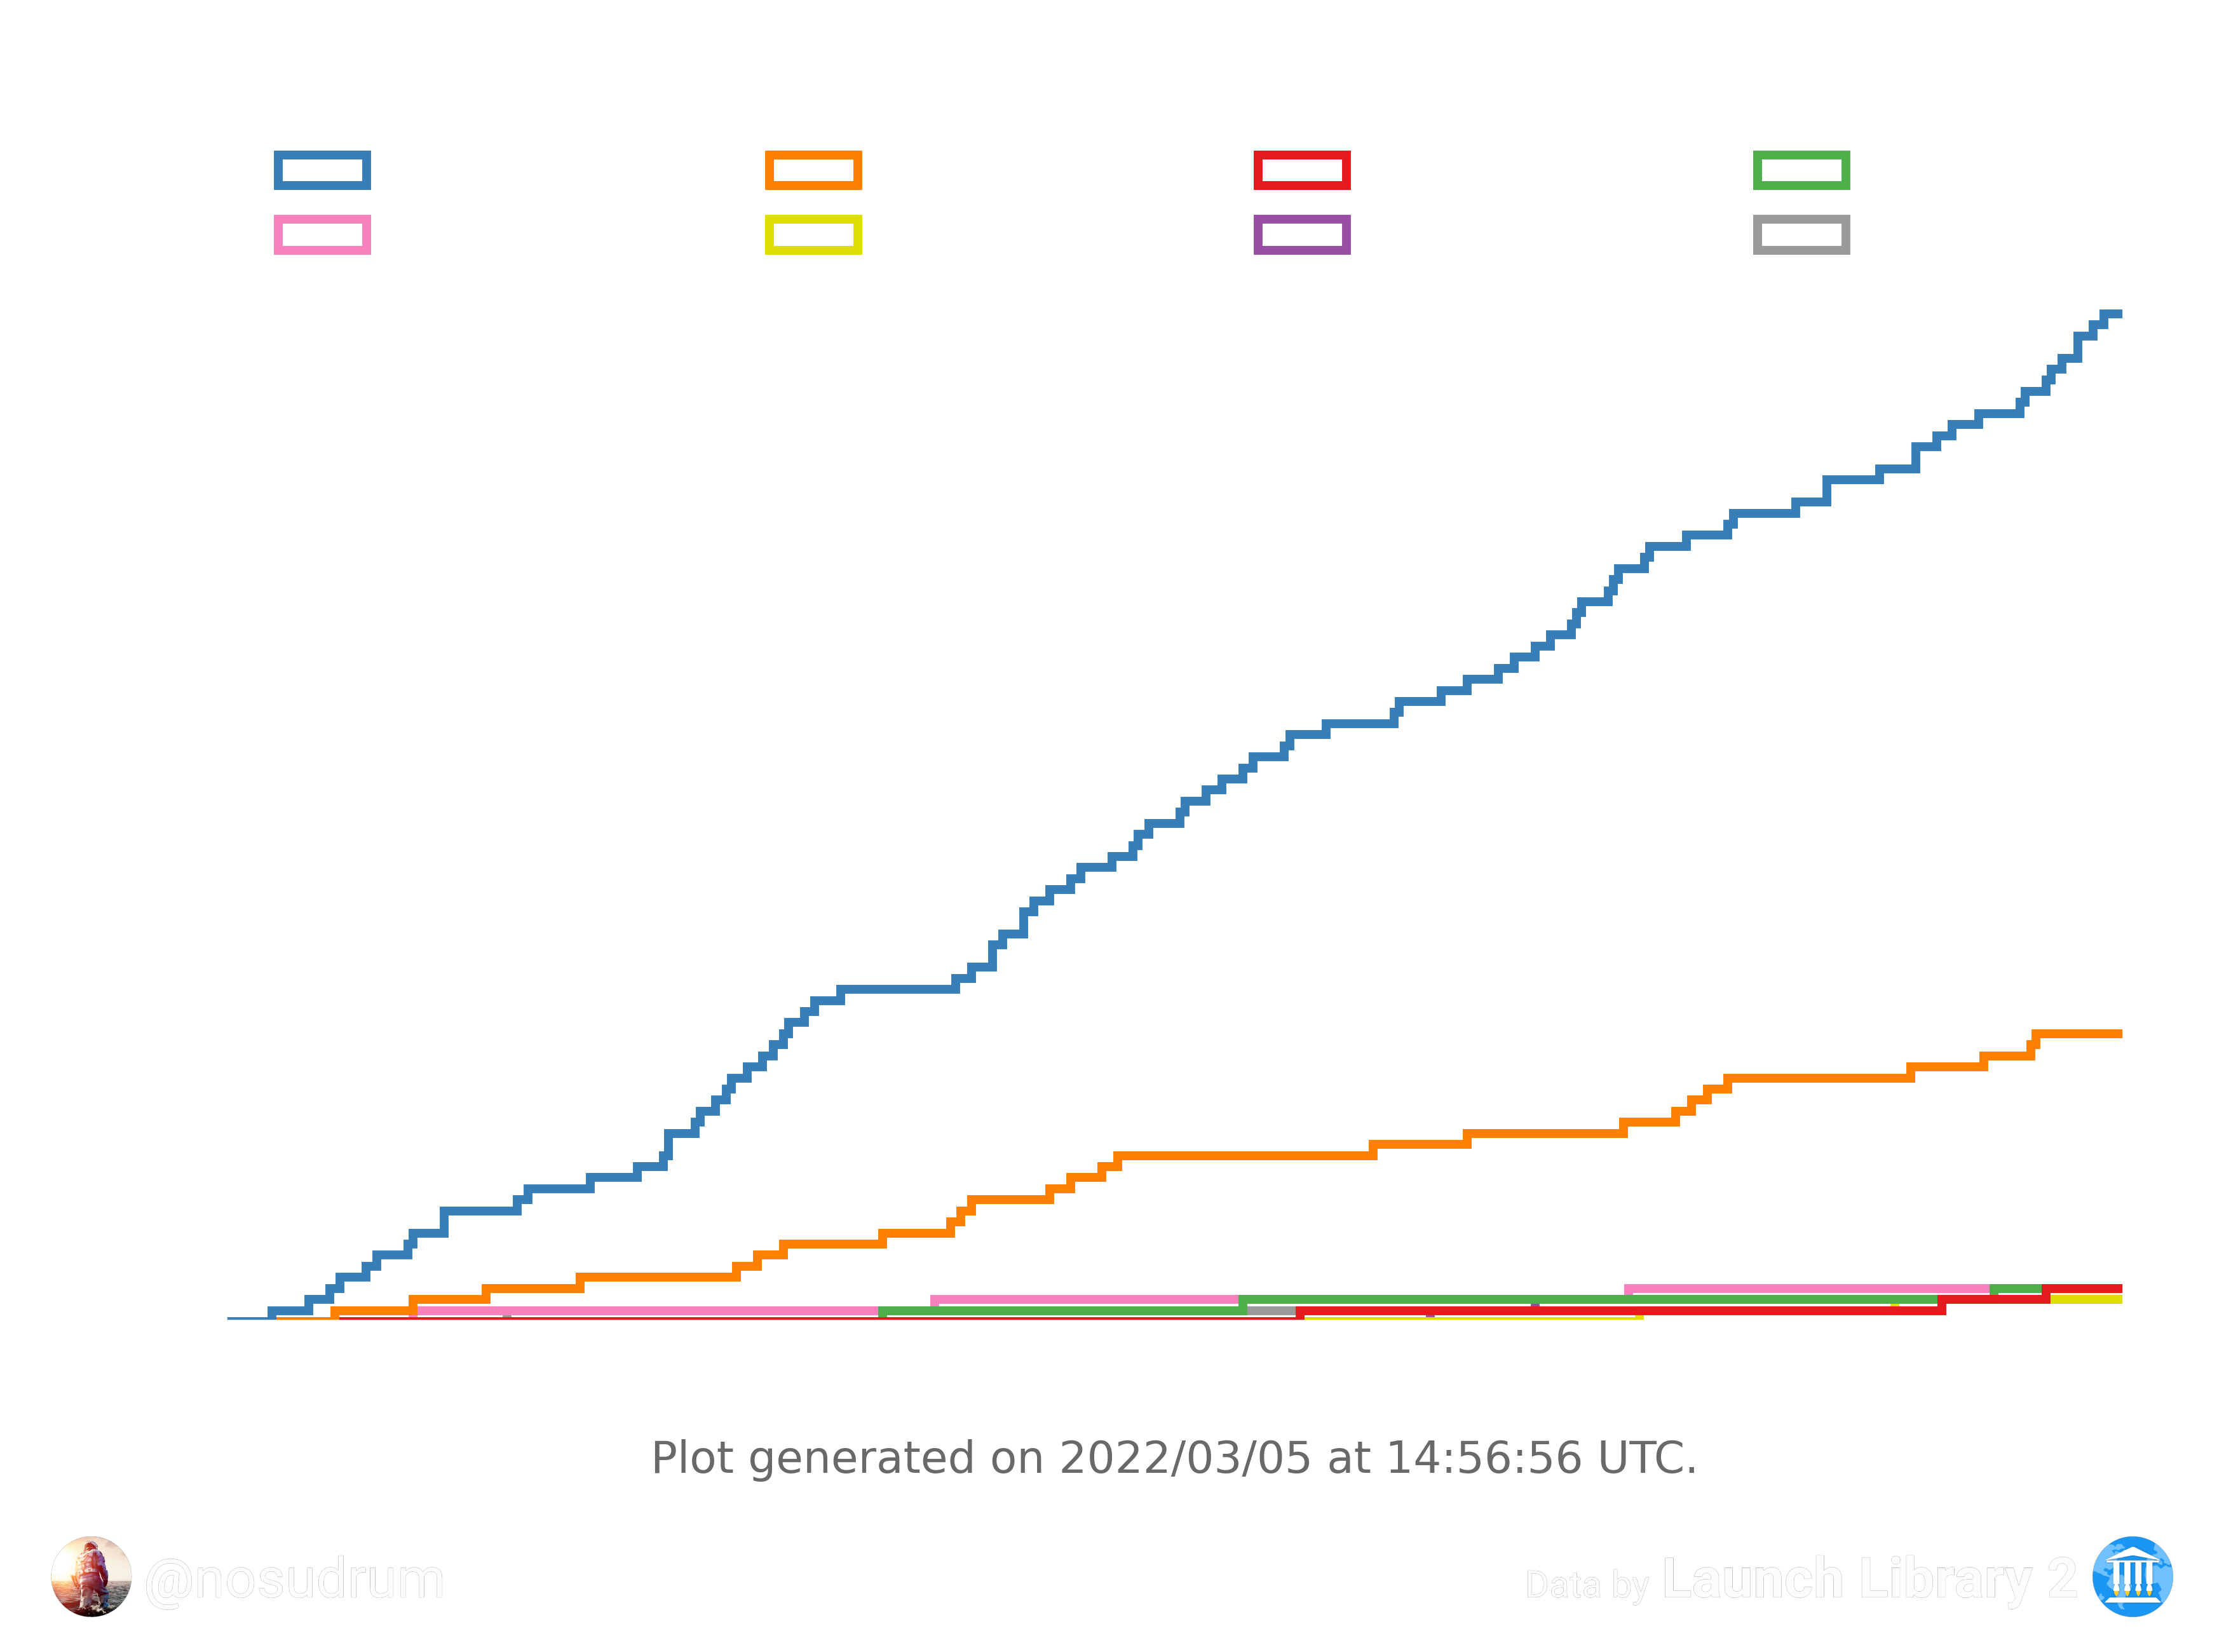 Plot generated on 2022/03/05 at 14:56:56 UTC.
@nosudrum
Data by Launch Library 2